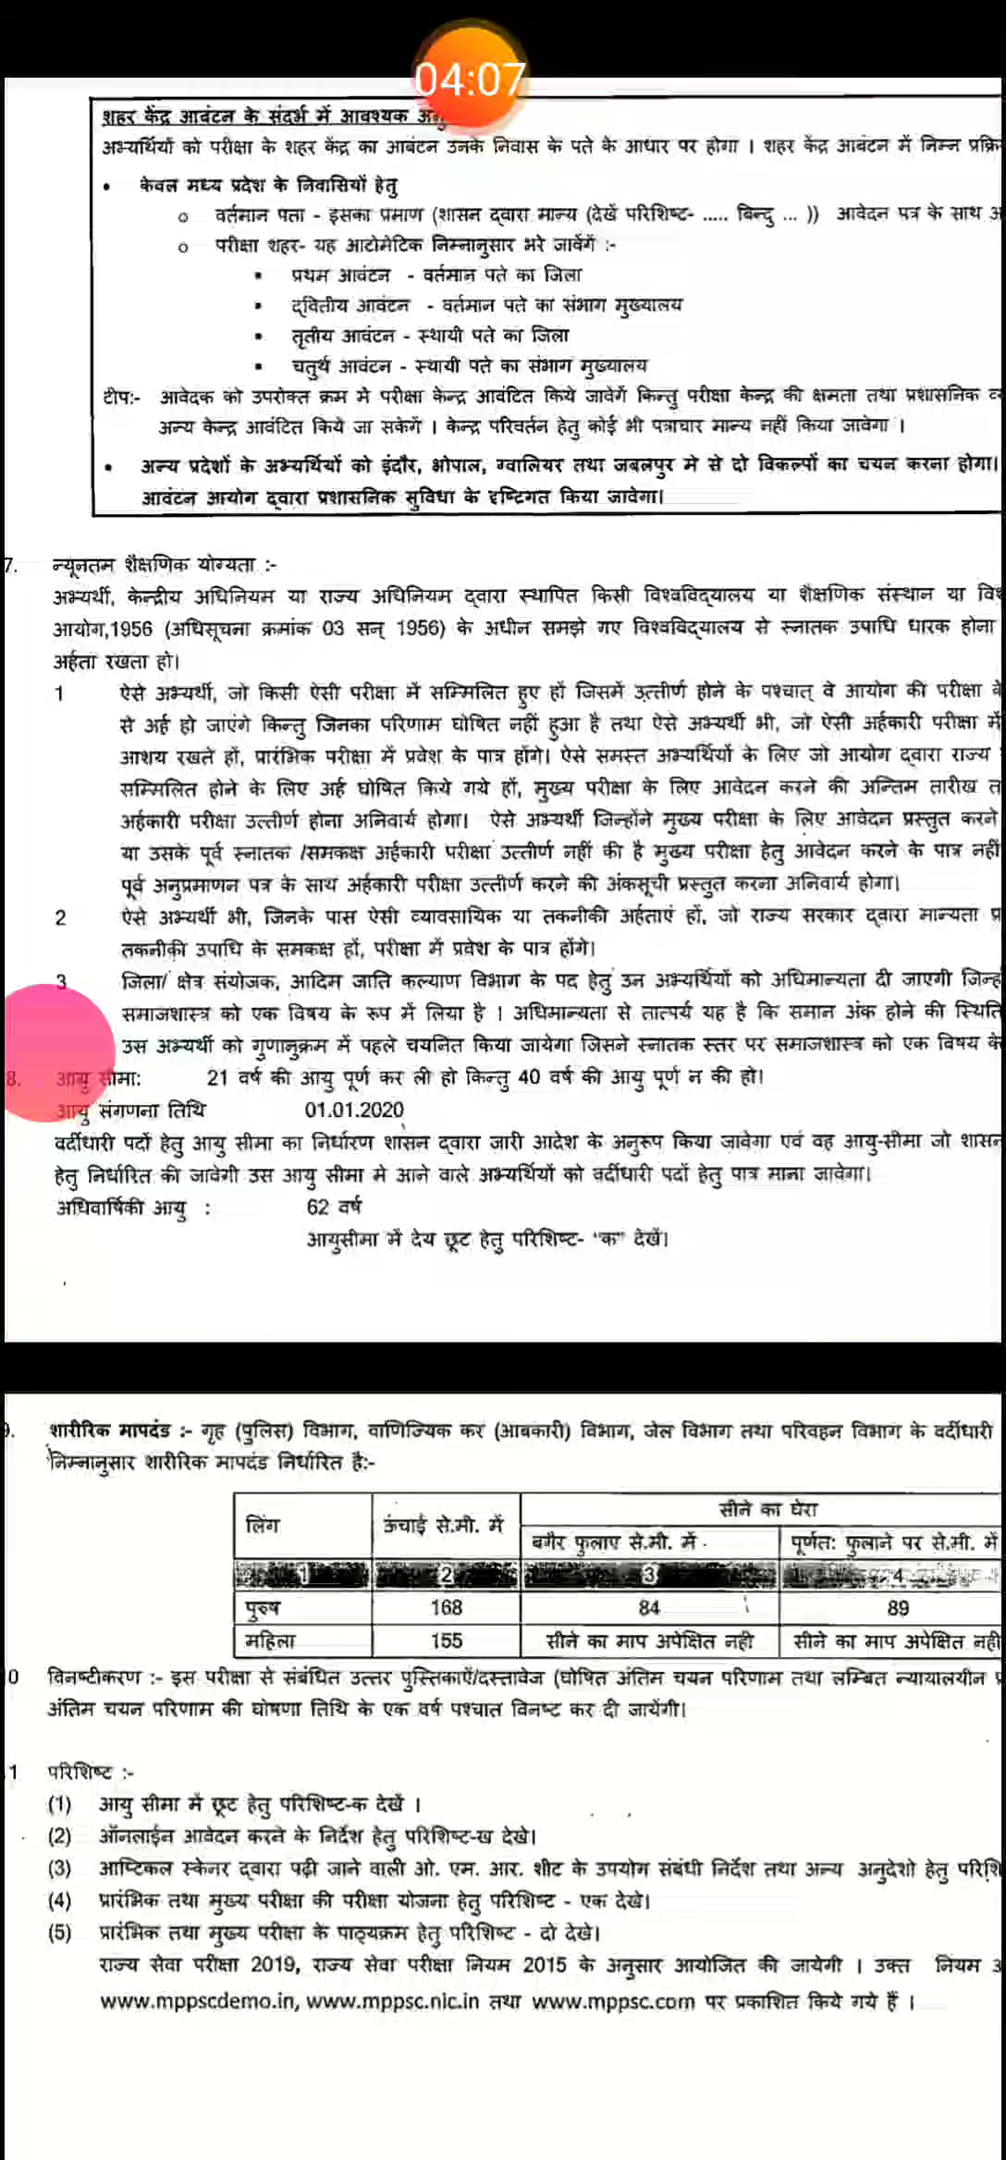 04:07
शहर केंद्र आवंटन के संदर्भ में आवश्यक
अभ्यर्थियों को परीक्षा के शहर केंद्र का आबंटन उनके निवास के पते के आधार पर होगा । शहर केंद्र आवंटन में निम्न
• केवल मध्य प्रदेश के निवासियों हेतु
o वर्तमान पता - इसका प्रमाण (शासन द्वारा मान्य (देखें परिशिष्ट- ..... बिन्दु ... )) आवेदन पत्र के साथ
o परीक्षा शहर- यह आटोमेटिक निम्नानुसार भरे जावेंगें :-
▪ प्रथम आवंटन - वर्तमान पते का जिला
▪ द्वितीय आवंटन - वर्तमान पते का संभाग मुख्यालय
▪ तृतीय आवंटन - स्थायी पते का जिला
▪ चतुर्थ आवंटन - स्थायी पते का संभाग मुख्यालय
टीप:- आवेदक को उपरोक्त क्रम मे परीक्षा केन्द्र आवंटित किये जावेगें किन्तु परीक्षा केन्द्र की क्षमता तथा प्रशासनिक
अन्य केन्द्र आवंटित किये जा सकेगें । केन्द्र परिवर्तन हेतु कोई भी पत्राचार मान्य नहीं किया जावेगा ।
• अन्य प्रदेशों के अभ्यर्थियों को इंदौर, भोपाल, ग्वालियर तथा जबलपुर मे से दो विकल्पों का चयन करना होगा।
आवंटन आयोग द्वारा प्रशासनिक सुविधा के दृष्टिगत किया जावेगा।
7. न्यूनतम शैक्षणिक योग्यता :-
अभ्यर्थी, केन्द्रीय अधिनियम या राज्य अधिनियम द्वारा स्थापित किसी विश्वविद्यालय या शैक्षणिक संस्थान या
आयोग,1956 (अधिसूचना क्रमांक 03 सन् 1956) के अधीन समझे गए विश्वविद्यालय से स्नातक उपाधि धारक होना
अर्हता रखता हो।
1 ऐसे अभ्यर्थी, जो किसी ऐसी परीक्षा में सम्मिलित हुए हों जिसमें उत्तीर्ण होने के पश्चात् वे आयोग की परीक्षा
से अर्ह हो जाएंगे किन्तु जिनका परिणाम घोषित नहीं हुआ है तथा ऐसे अभ्यर्थी भी, जो ऐसी अर्हकारी परीक्षा में
आशय रखते हों, प्रारंभिक परीक्षा में प्रवेश के पात्र होंगे। ऐसे समस्त अभ्यर्थियों के लिए जो आयोग द्वारा राज्य
सम्मिलित होने के लिए अर्ह घोषित किये गये हों, मुख्य परीक्षा के लिए आवेदन करने की अन्तिम तारीख
अर्हकारी परीक्षा उत्तीर्ण होना अनिवार्य होगा। ऐसे अभ्यर्थी जिन्होंने मुख्य परीक्षा के लिए आवेदन प्रस्तुत करने
या उसके पूर्व स्नातक /समकक्ष अर्हकारी परीक्षा उत्तीर्ण नहीं की है मुख्य परीक्षा हेतु आवेदन करने के पात्र नहीं
पूर्व अनुप्रमाणन पत्र के साथ अर्हकारी परीक्षा उत्तीर्ण करने की अंकसूची प्रस्तुत करना अनिवार्य होगा।
2 ऐसे अभ्यर्थी भी, जिनके पास ऐसी व्यावसायिक या तकनीकी अर्हताएं हों, जो राज्य सरकार द्वारा मान्यता
तकनीकी उपाधि के समकक्ष हों, परीक्षा में प्रवेश के पात्र होंगे।
3 जिला/ क्षेत्र संयोजक, आदिम जाति कल्याण विभाग के पद हेतु उन अभ्यर्थियों को अधिमान्यता दी जाएगी
समाजशास्त्र को एक विषय के रूप में लिया है । अधिमान्यता से तात्पर्य यह है कि समान अंक होने की
उस अभ्यर्थी को गुणानुक्रम में पहले चयनित किया जायेगा जिसने स्नातक स्तर पर समाजशास्त्र को एक विषय
8. आयु सीमा: 21 वर्ष की आयु पूर्ण कर ली हो किन्तु 40 वर्ष की आयु पूर्ण न की हो।
आयु संगणना तिथि 01.01.2020
वर्दीधारी पदों हेतु आयु सीमा का निर्धारण शासन द्वारा जारी आदेश के अनुरूप किया जावेगा एवं वह आयु-सीमा जो शासन
हेतु निर्धारित की जावेगी उस आयु सीमा मे आने वाले अभ्यर्थियों को वर्दीधारी पदों हेतु पात्र माना जावेगा।
अधिवार्षिकी आयु : 62 वर्ष
आयुसीमा में देय छूट हेतु परिशिष्ट- "क" देखें।
9. शारीरिक मापदंड :- गृह (पुलिस) विभाग, वाणिज्यिक कर (आबकारी) विभाग, जेल विभाग तथा परिवहन विभाग के वर्दीधारी
निम्नानुसार शारीरिक मापदंड निर्धारित है:-
लिंग ऊंचाई से.मी. में सीने का घेरा
बगैर फुलाए से.मी. में पूर्णत: फुलाने पर से.मी. में
1 2 3 4
पुरुष 168 84 89
महिला 155 सीने का माप अपेक्षित नही सीने का माप अपेक्षित नही
0 विनष्टीकरण :- इस परीक्षा से संबंधित उत्तर पुस्तिकाएँ/दस्तावेज (घोषित अंतिम चयन परिणाम तथा लम्बित न्यायालयीन
अंतिम चयन परिणाम की घोषणा तिथि के एक वर्ष पश्चात विनष्ट कर दी जायेंगी।
1 परिशिष्ट :-
(1) आयु सीमा में छूट हेतु परिशिष्ट-क देखें ।
(2) ऑनलाईन आवेदन करने के निर्देश हेतु परिशिष्ट-ख देखे।
(3) आप्टिकल स्केनर द्वारा पढ़ी जाने वाली ओ. एम. आर. शीट के उपयोग संबंधी निर्देश तथा अन्य अनुदेशो हेतु
(4) प्रारंभिक तथा मुख्य परीक्षा की परीक्षा योजना हेतु परिशिष्ट - एक देखे।
(5) प्रारंभिक तथा मुख्य परीक्षा के पाठ्यक्रम हेतु परिशिष्ट - दो देखे।
राज्य सेवा परीक्षा 2019, राज्य सेवा परीक्षा नियम 2015 के अनुसार आयोजित की जायेगी । उक्त नियम
www.mppscdemo.in, www.mppsc.nic.in तथा www.mppsc.com पर प्रकाशित किये गये हैं ।